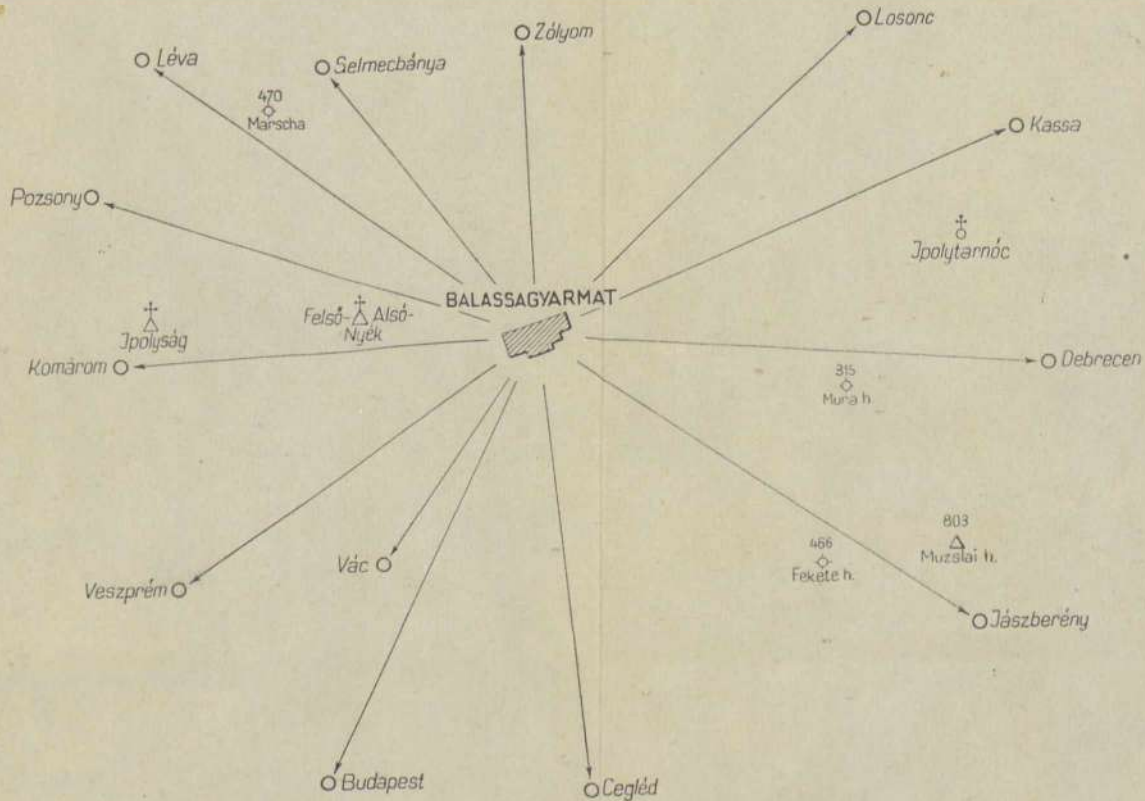 Losonc
Zólyom
Léva
Selmecbánya
470
Marscha
Kassa
Pozsony
Jpolytarnóc
BALASSAGYARMAT
Felső- Alsó-
Nyék
Jpolyság
Komárom
Debrecen
315
Mura h.
803
Muzslai h.
466
Fekete h.
Vác
Veszprém
Jászberény
Budapest
Cegléd